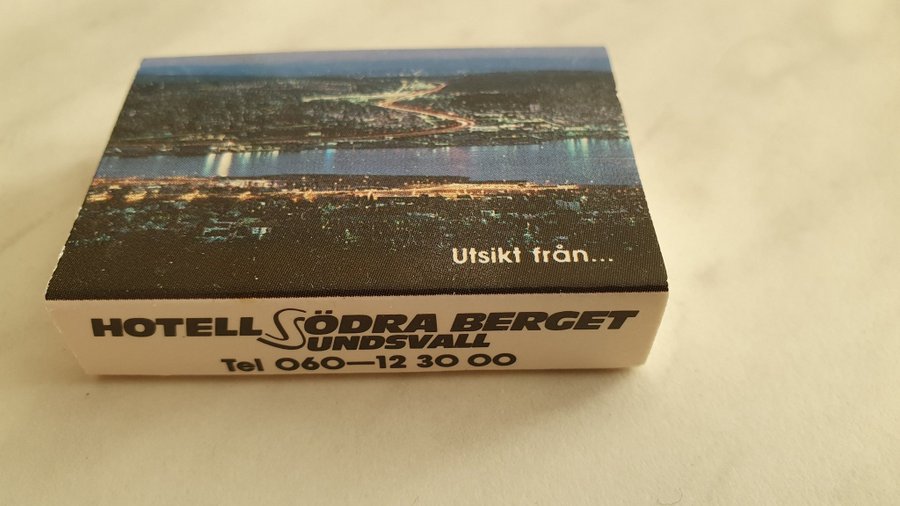 Utsikt från...
HOTELL SÖDRA BERGET
SUNDSVALL
Tel 060—12 30 00